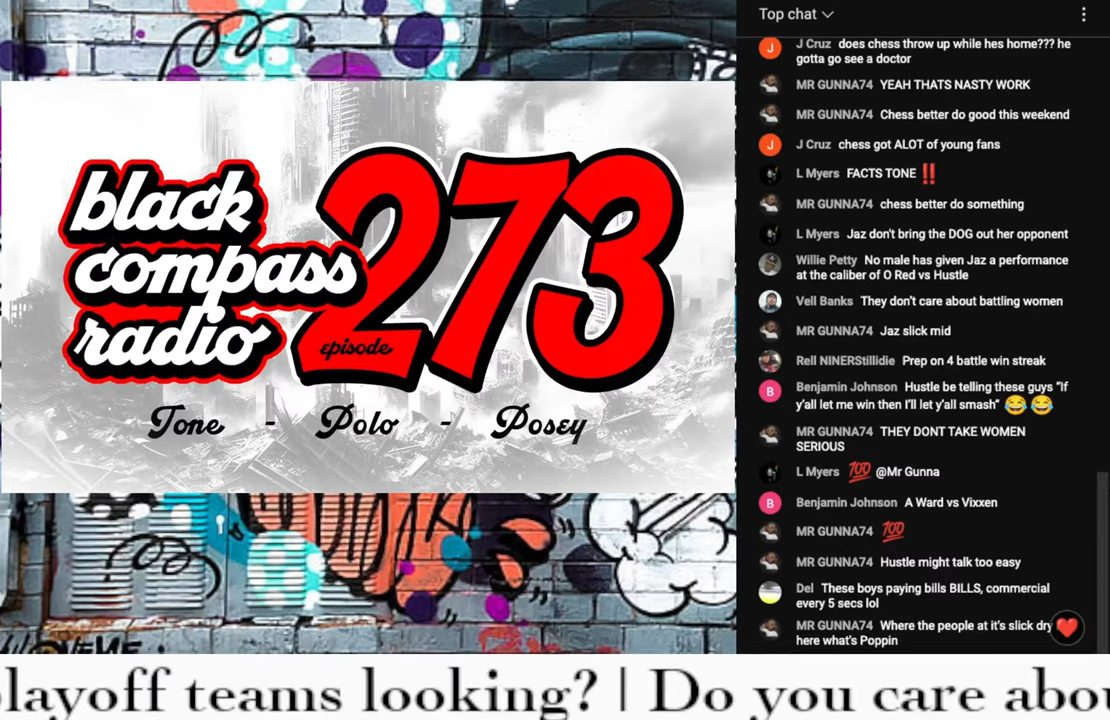 black
compass
radio
273
episode
Tone - Polo - Posey
Top chat
J Cruz does chess throw up while hes home??? he
gotta go see a doctor
MR GUNNA74 YEAH THATS NASTY WORK
MR GUNNA74 Chess better do good this weekend
J Cruz chess got ALOT of young fans
L Myers FACTS TONE ‼️
MR GUNNA74 chess better do something
L Myers Jaz don't bring the DOG out her opponent
Willie Petty No male has given Jaz a performance
at the caliber of O Red vs Hustle
Vell Banks They don't care about battling women
MR GUNNA74 Jaz slick mid
Rell NINERStillidie Prep on 4 battle win streak
Benjamin Johnson Hustle be telling these guys "If
y'all let me win then I'll let y'all smash" 😂😂
MR GUNNA74 THEY DONT TAKE WOMEN
SERIOUS
L Myers 💯 @Mr Gunna
Benjamin Johnson A Ward vs Vixxen
MR GUNNA74 💯
MR GUNNA74 Hustle might talk too easy
Del These boys paying bills BILLS, commercial
every 5 secs lol
MR GUNNA74 Where the people at it's slick dry
here what's Poppin
playoff teams looking? | Do you care abou